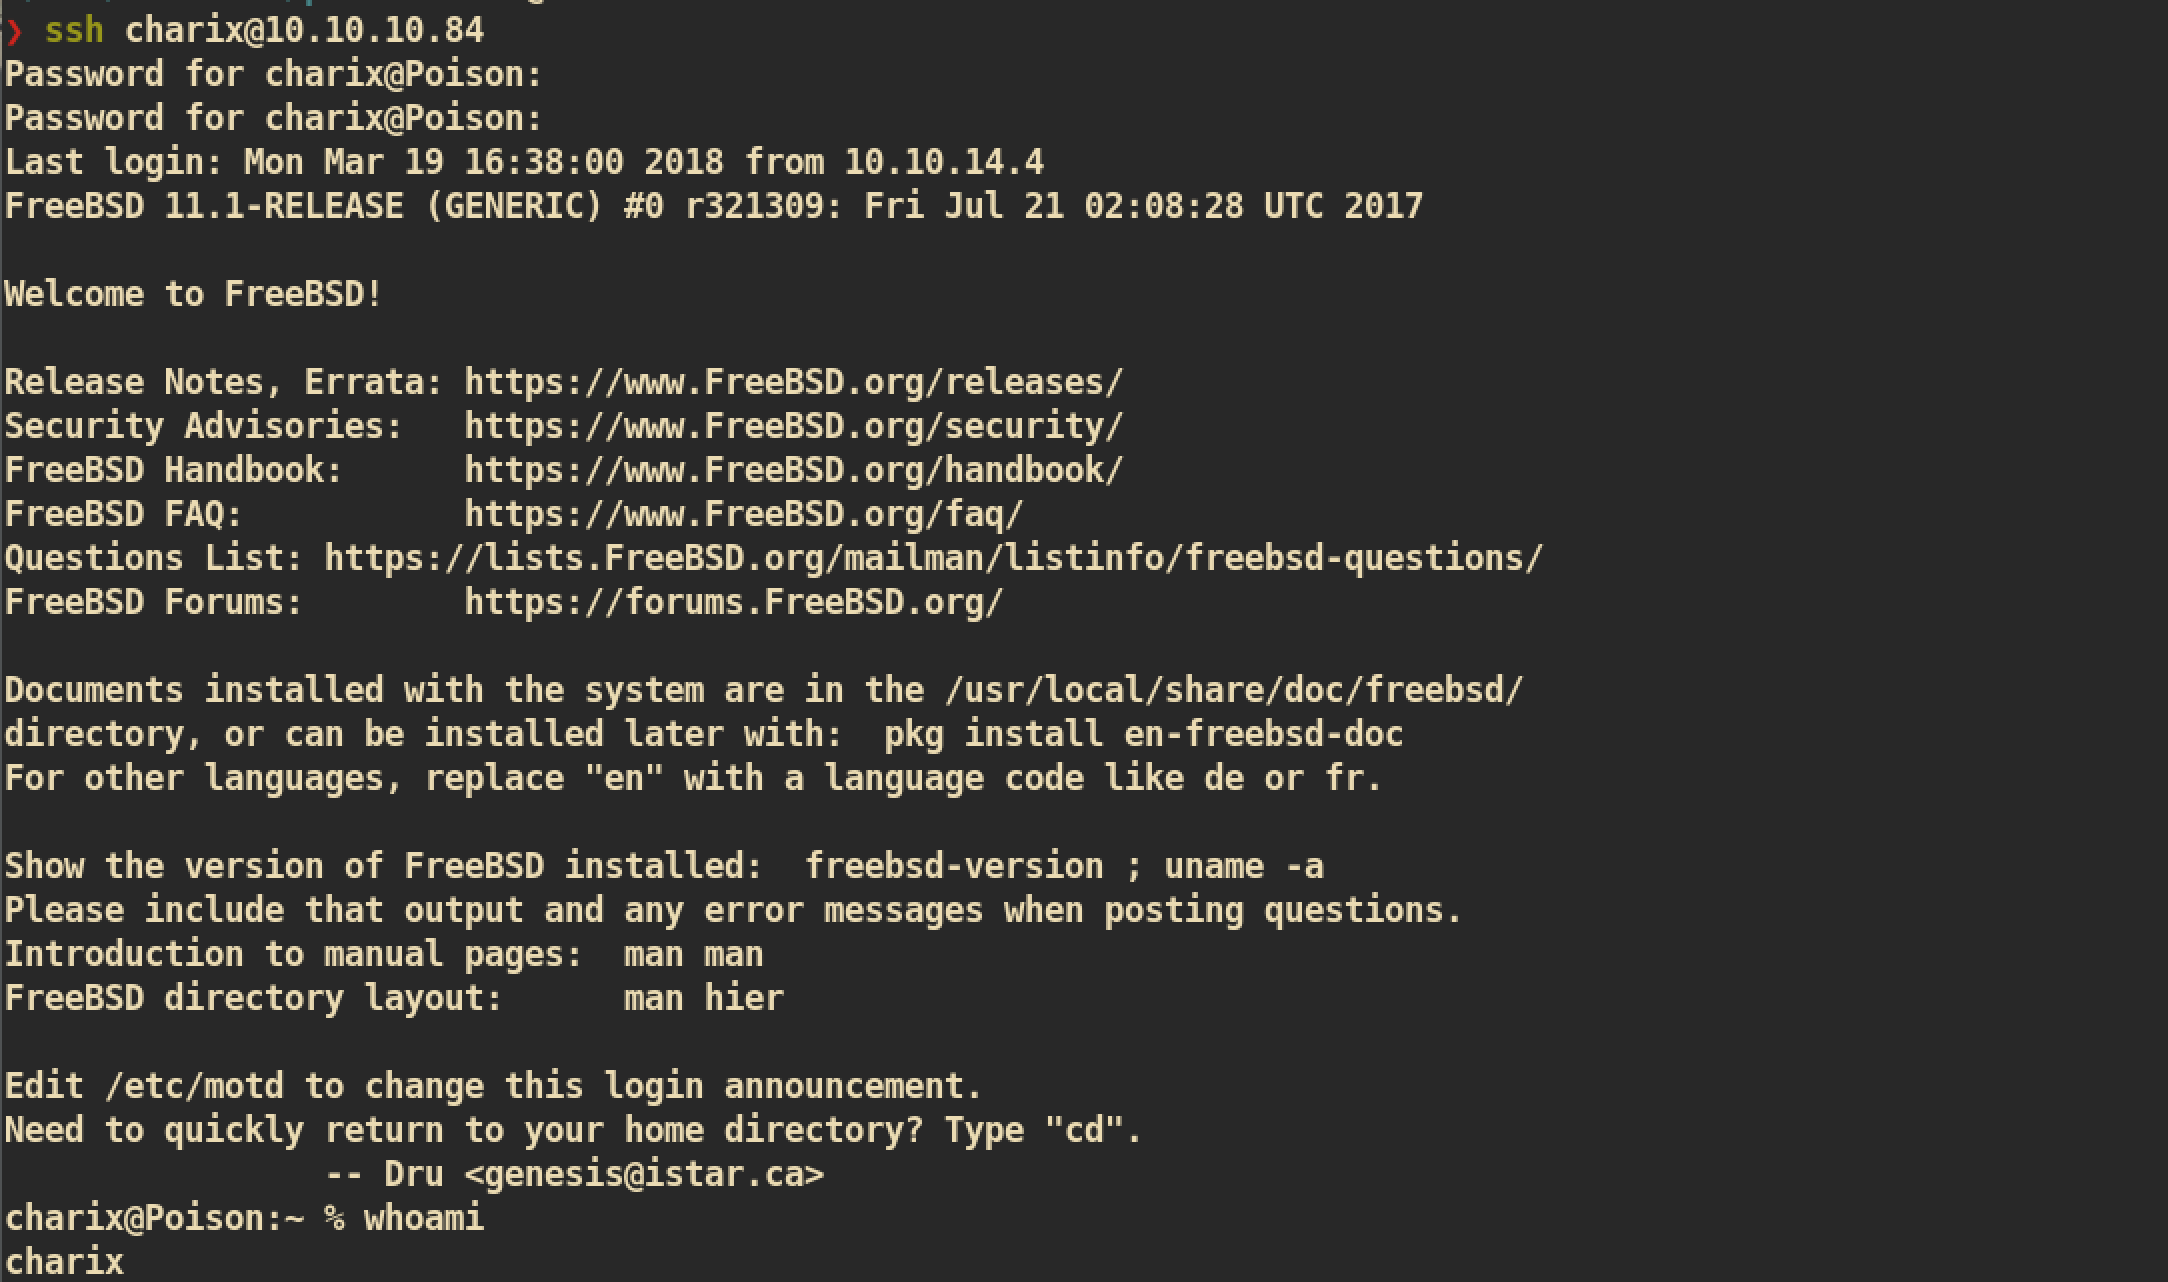 ❯ ssh charix@10.10.10.84
Password for charix@Poison:
Password for charix@Poison:
Last login: Mon Mar 19 16:38:00 2018 from 10.10.14.4
FreeBSD 11.1-RELEASE (GENERIC) #0 r321309: Fri Jul 21 02:08:28 UTC 2017
Welcome to FreeBSD!
Release Notes, Errata: https://www.FreeBSD.org/releases/
Security Advisories:   https://www.FreeBSD.org/security/
FreeBSD Handbook:      https://www.FreeBSD.org/handbook/
FreeBSD FAQ:           https://www.FreeBSD.org/faq/
Questions List: https://lists.FreeBSD.org/mailman/listinfo/freebsd-questions/
FreeBSD Forums:        https://forums.FreeBSD.org/
Documents installed with the system are in the /usr/local/share/doc/freebsd/
directory, or can be installed later with:  pkg install en-freebsd-doc
For other languages, replace "en" with a language code like de or fr.
Show the version of FreeBSD installed:  freebsd-version ; uname -a
Please include that output and any error messages when posting questions.
Introduction to manual pages:  man man
FreeBSD directory layout:      man hier
Edit /etc/motd to change this login announcement.
Need to quickly return to your home directory? Type "cd".
                -- Dru <genesis@istar.ca>
charix@Poison:~ % whoami
charix